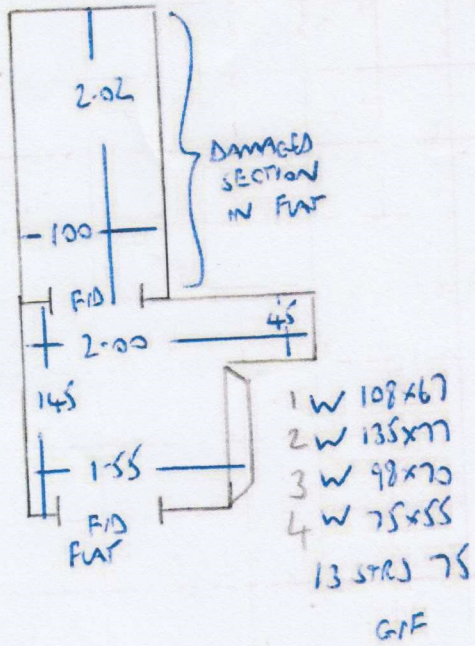 2.02
DAMAGED
SECTION
IN FLAT
100
F/D
45
2.00
145
1.55
F/D
FLAT
1 W 108x67
2 W 135x77
3 W 98x70
4 W 75x55
13 STRS 75
G/F